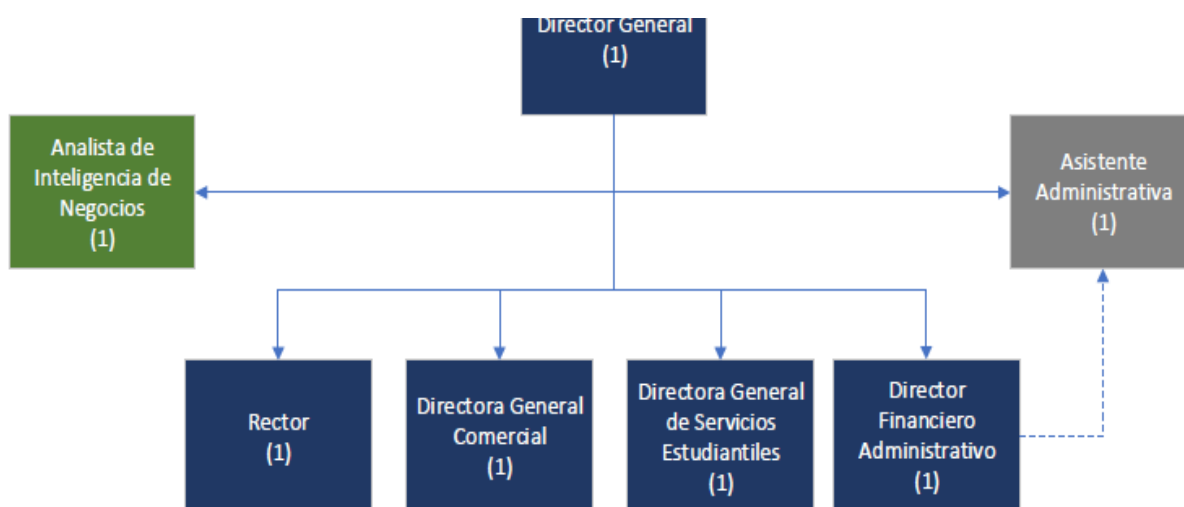 Director General
(1)
Analista de
Inteligencia de
Negocios
(1)
Asistente
Administrativa
(1)
Rector
(1)
Directora General
Comercial
(1)
Directora General
de Servicios
Estudiantiles
(1)
Director
Financiero
Administrativo
(1)